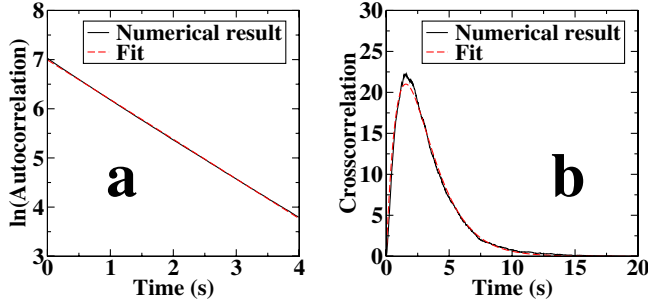 7
6
5
4
3
ln(Autocorrelation)
Numerical result
Fit
a
0 1 2 3 4
Time (s)
30
25
20
15
10
5
0
Crosscorrelation
Numerical result
Fit
b
0 5 10 15 20
Time (s)